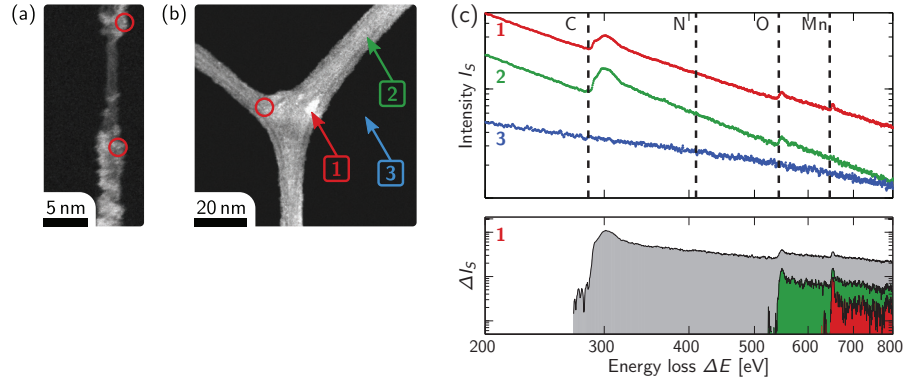 (a)
5 nm
(b)
1
2
3
20 nm
(c)
C N O Mn
1
2
3
Intensity I_S
1
ΔI_S
200 300 400 500 600 700 800
Energy loss ΔE [eV]